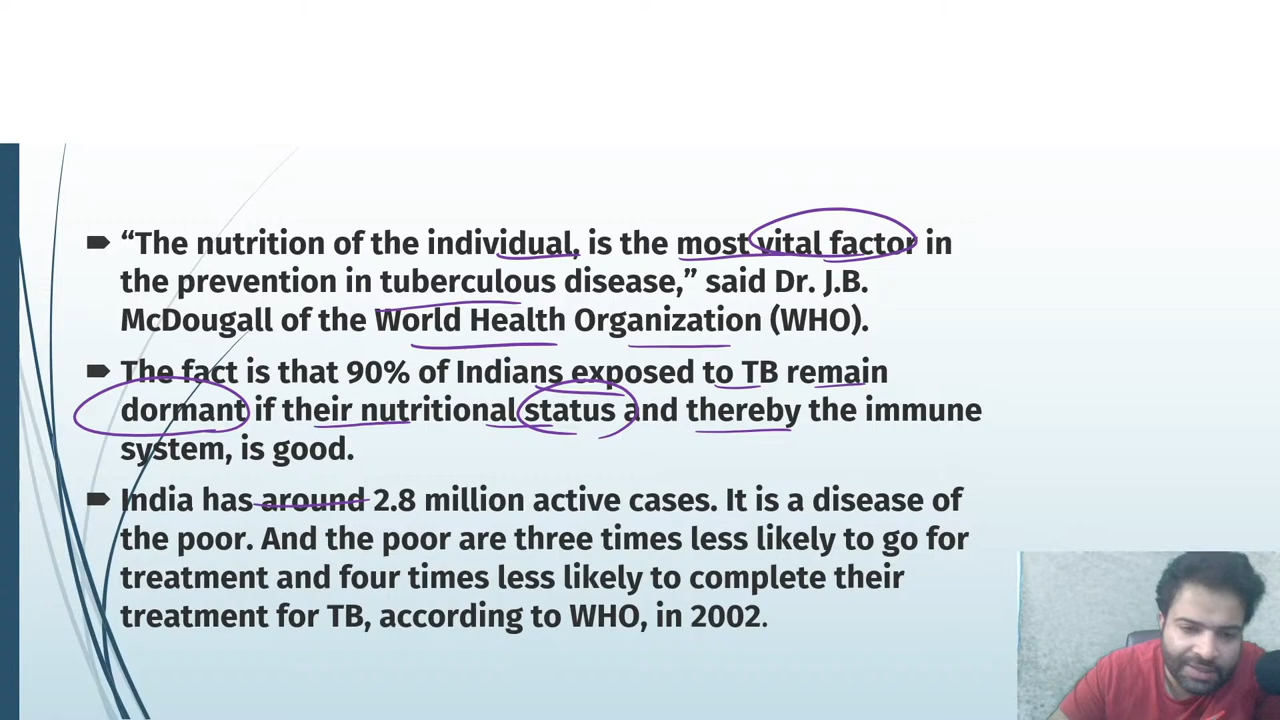 “The nutrition of the individual, is the most vital factor in
the prevention in tuberculous disease,” said Dr. J.B.
McDougall of the World Health Organization (WHO).
The fact is that 90% of Indians exposed to TB remain
dormant if their nutritional status and thereby the immune
system, is good.
India has around 2.8 million active cases. It is a disease of
the poor. And the poor are three times less likely to go for
treatment and four times less likely to complete their
treatment for TB, according to WHO, in 2002.